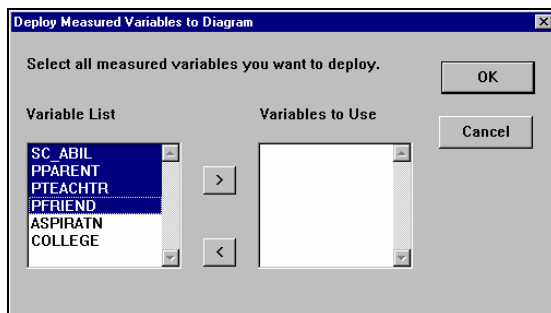 Deploy Measured Variables to Diagram
Select all measured variables you want to deploy.
OK
Variable List
Variables to Use
Cancel
SC_ABIL
PPARENT
PTEACHTR
PFRIEND
ASPIRATN
COLLEGE
>
<